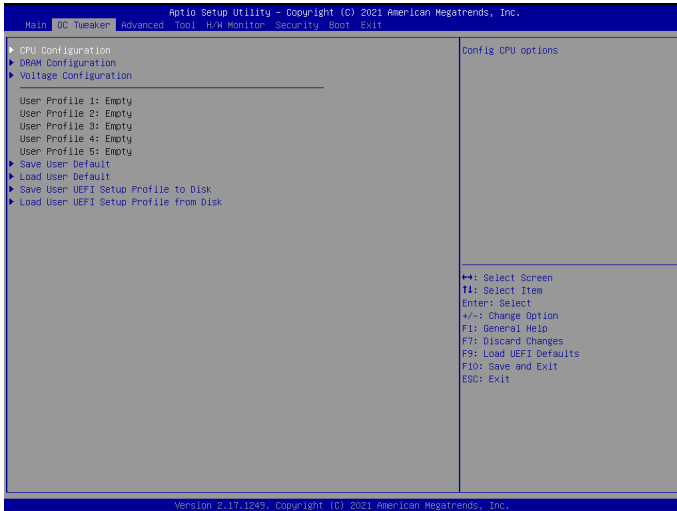 Aptio Setup Utility – Copyright (C) 2021 American Megatrends, Inc.
Main OC Tweaker Advanced Tool H/W Monitor Security Boot Exit
CPU Configuration
DRAM Configuration
Voltage Configuration
User Profile 1: Empty
User Profile 2: Empty
User Profile 3: Empty
User Profile 4: Empty
User Profile 5: Empty
Save User Default
Load User Default
Save User UEFI Setup Profile to Disk
Load User UEFI Setup Profile from Disk
Config CPU options
↔: Select Screen
↑↓: Select Item
Enter: Select
+/-: Change Option
F1: General Help
F7: Discard Changes
F9: Load UEFI Defaults
F10: Save and Exit
ESC: Exit
Version 2.17.1249. Copyright (C) 2021 American Megatrends, Inc.